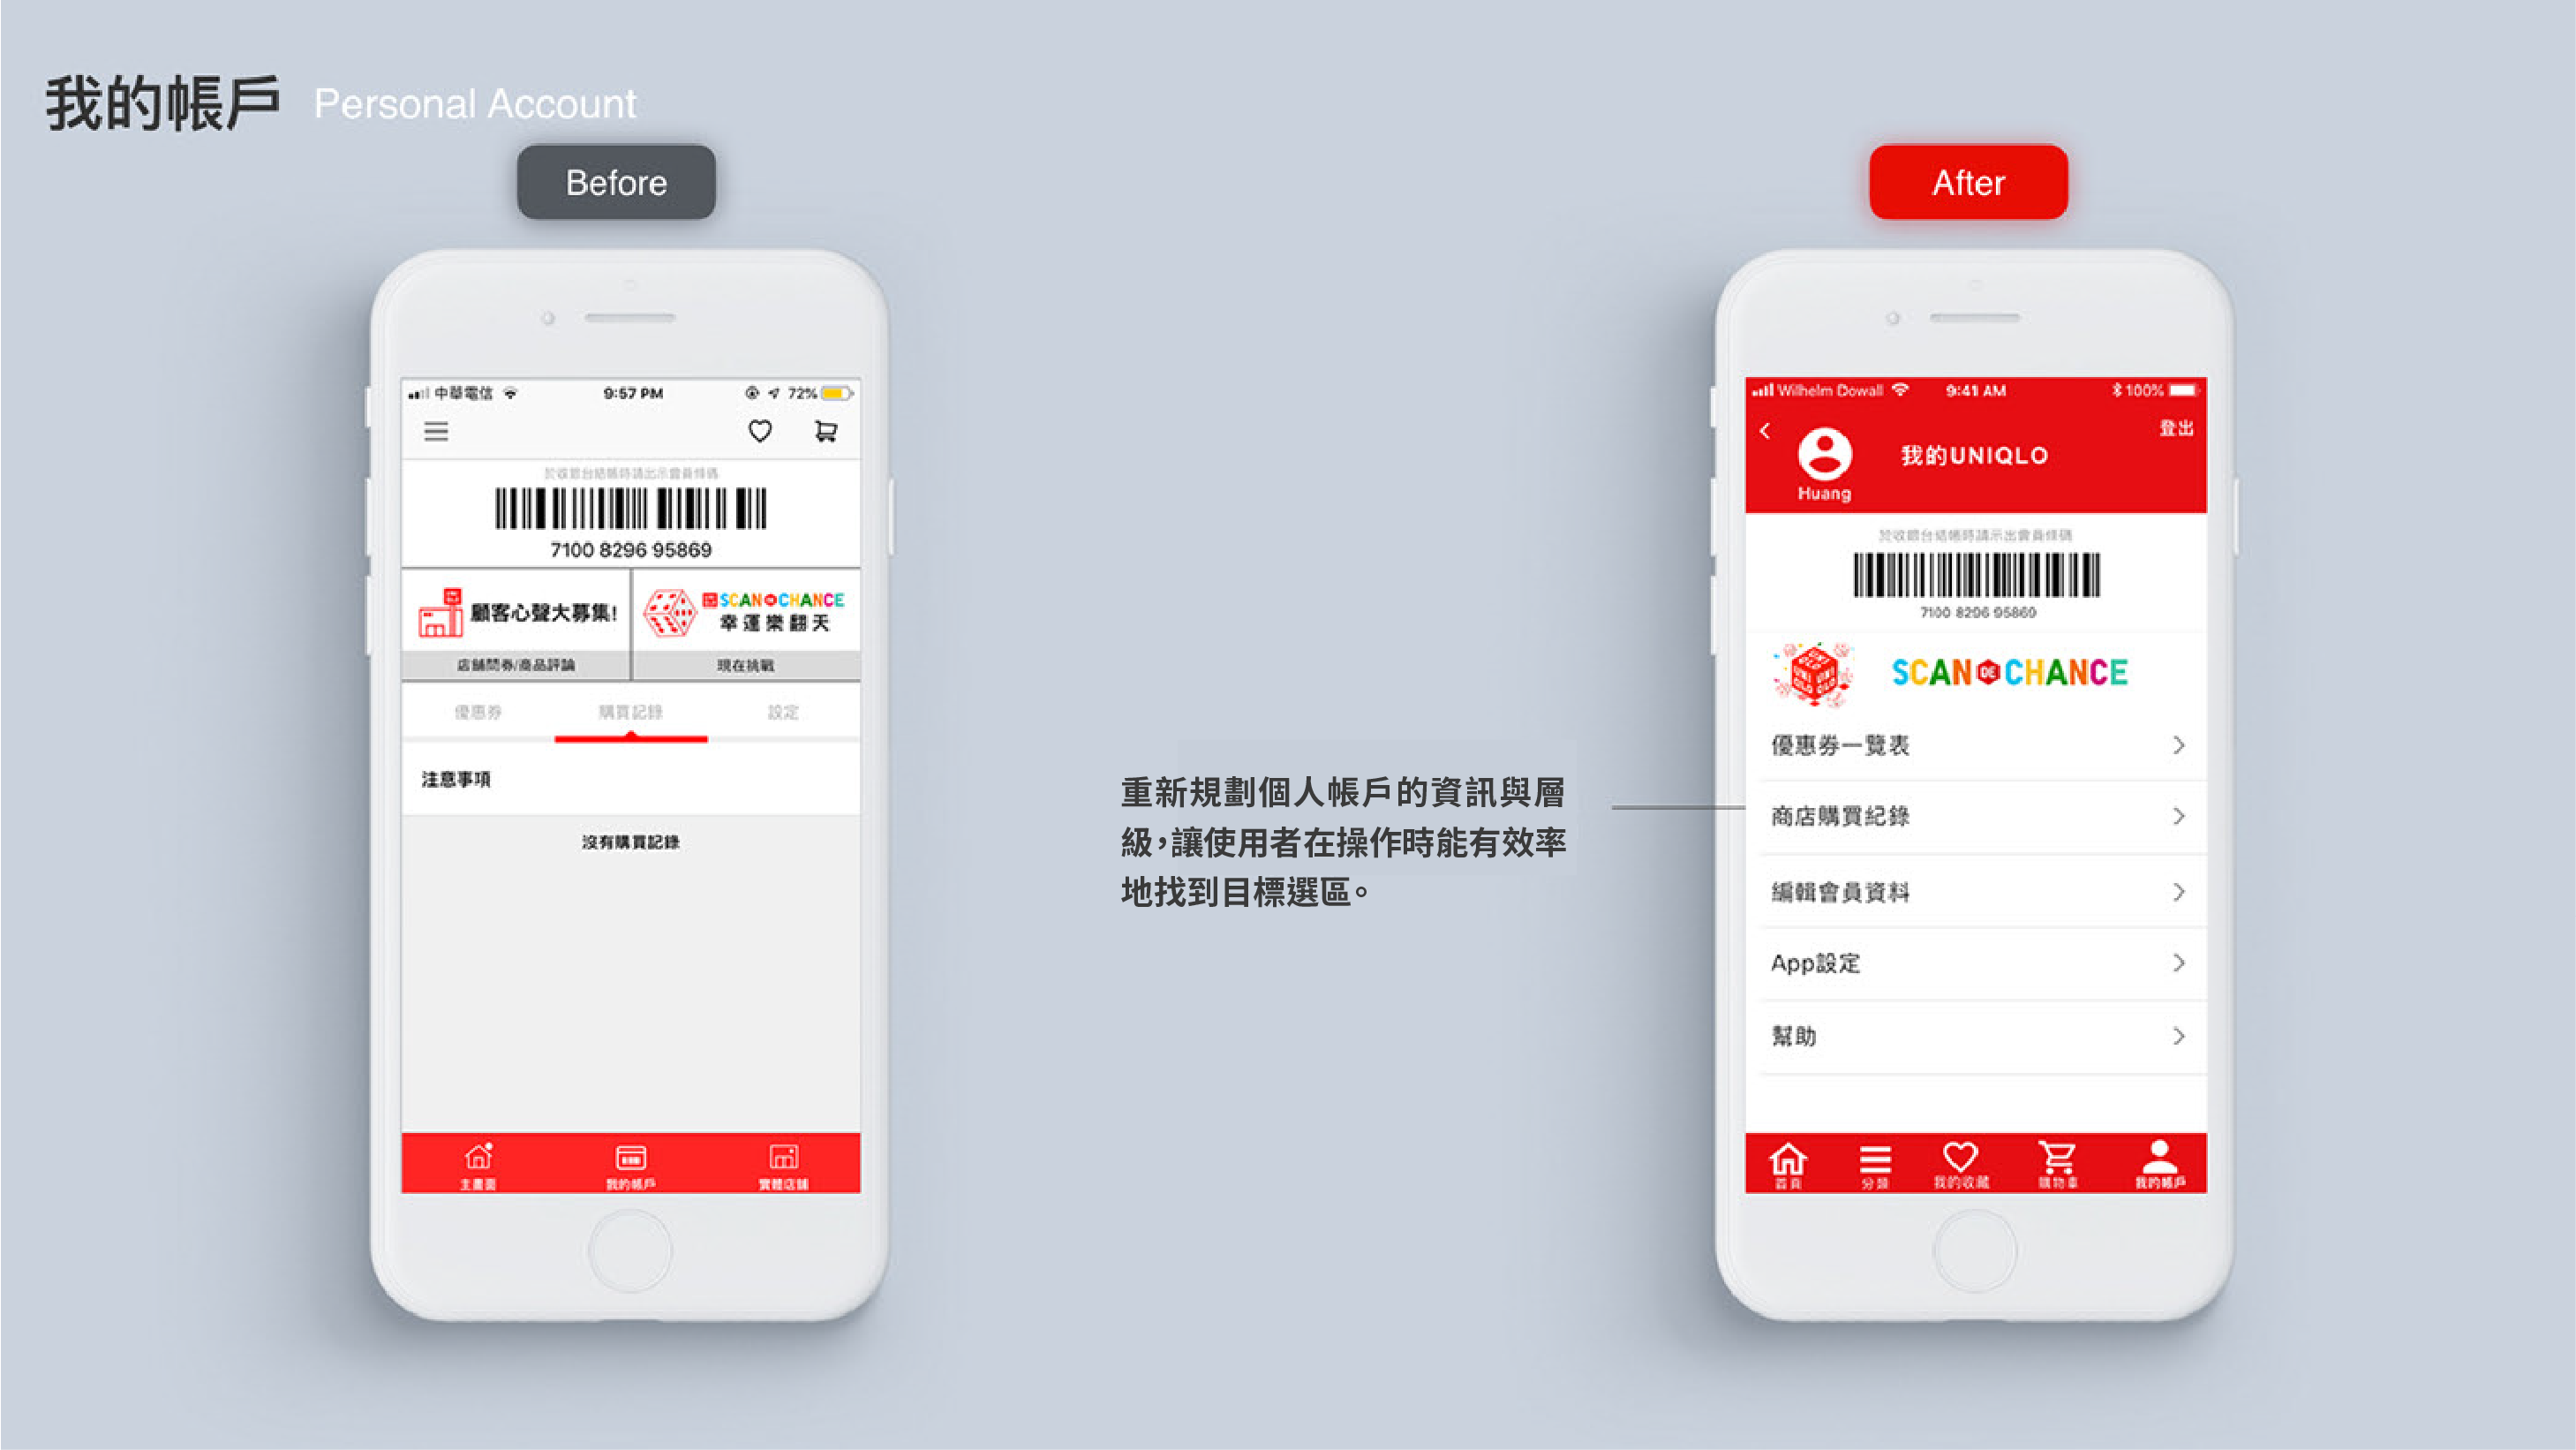 我的帳戶 Personal Account
Before
中華電信 9:57 PM 72%
於收銀台結帳時請出示會員條碼
7100 8296 95869
顧客心聲大募集!
SCAN DE CHANCE
幸運樂翻天
店舖問券/商品評論
現在挑戰
優惠券 購買記錄 設定
注意事項
沒有購買記錄
主畫面 我的帳戶 實體店舖
重新規劃個人帳戶的資訊與層
級，讓使用者在操作時能有效率
地找到目標選區。
After
Wilhelm Dowall 9:41 AM 100%
登出
我的UNIQLO
Huang
於收銀台結帳時請示出會員條碼
7100 8296 95869
SCAN DE CHANCE
優惠券一覽表
商店購買紀錄
編輯會員資料
App設定
幫助
首頁 分類 我的收藏 購物車 我的帳戶